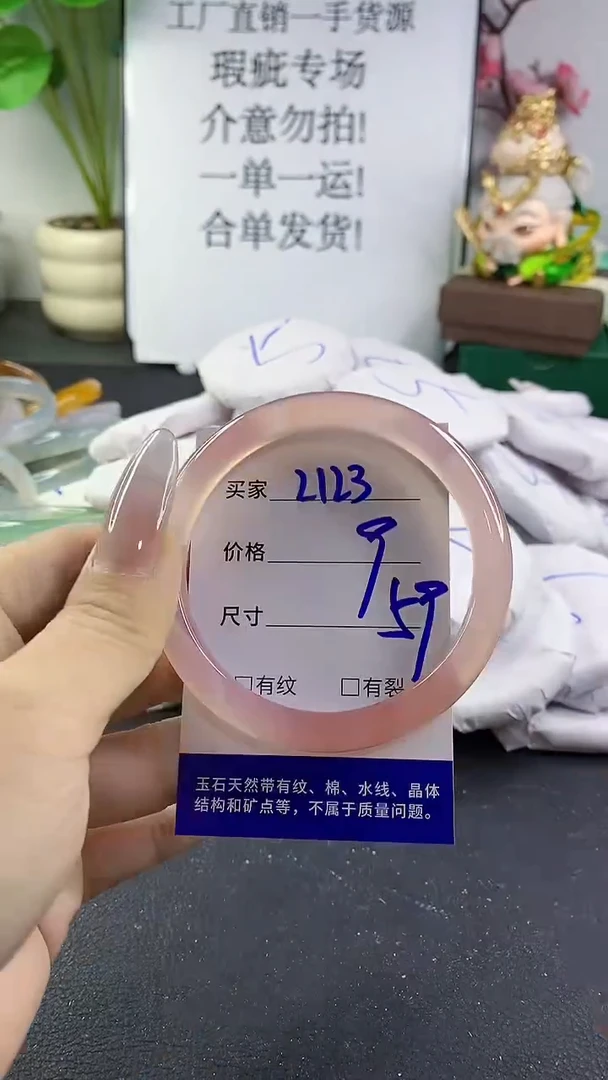 工厂直销一手货源
瑕疵专场
介意勿拍!
一单一运!
合单发货!
买家 2123
价格 9
尺寸 59
□有纹 □有裂
玉石天然带有纹、棉、水线、晶体
结构和矿点等，不属于质量问题。